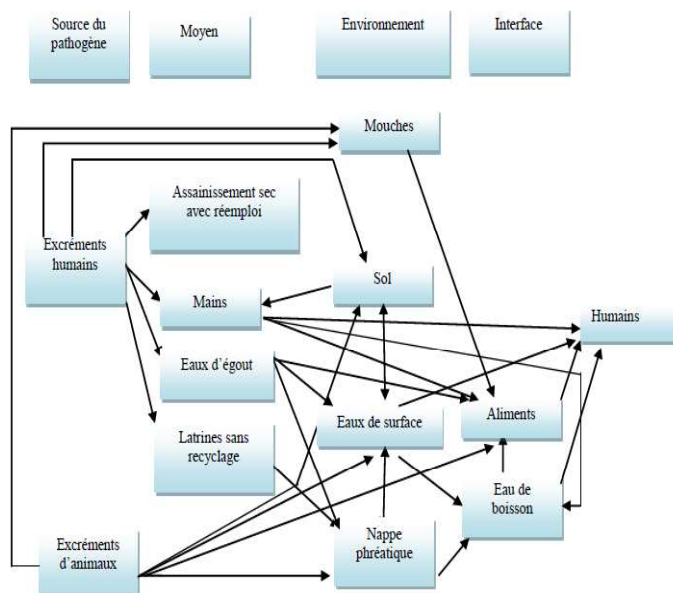 Source du
pathogène
Moyen
Environnement
Interface
Mouches
Assainissement sec
avec réemploi
Excréments
humains
Sol
Mains
Humains
Eaux d'égout
Eaux de surface
Aliments
Latrines sans
recyclage
Eau de
boisson
Excréments
d'animaux
Nappe
phréatique